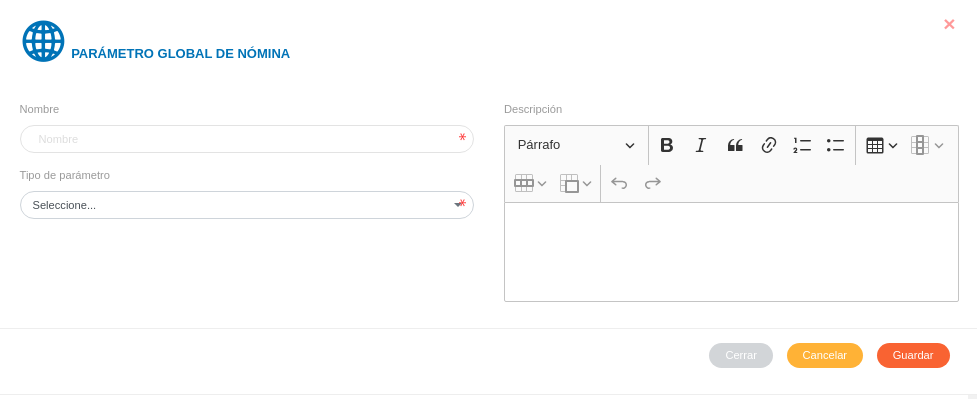 PARÁMETRO GLOBAL DE NÓMINA
Nombre
Nombre
*
Tipo de parámetro
Seleccione...
*
Descripción
Párrafo
Cerrar
Cancelar
Guardar